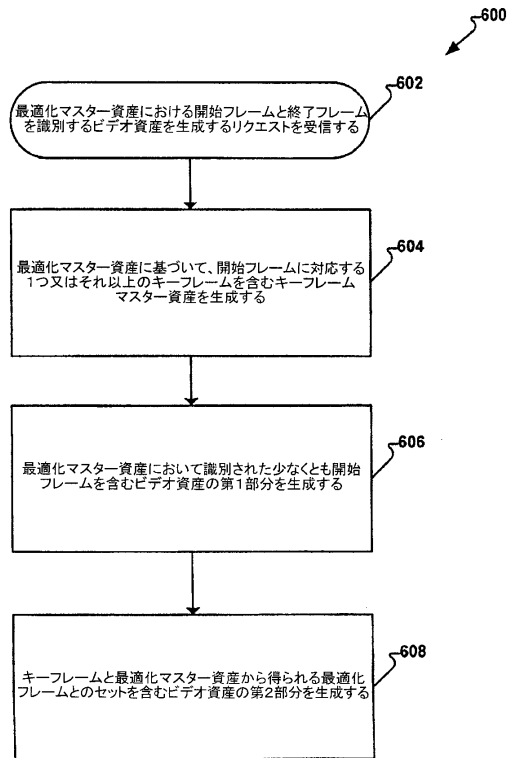 600
602
最適化マスター資産における開始フレームと終了フレーム
を識別するビデオ資産を生成するリクエストを受信する
604
最適化マスター資産に基づいて、開始フレームに対応する
1つ又はそれ以上のキーフレームを含むキーフレーム
マスター資産を生成する
606
最適化マスター資産において識別された少なくとも開始
フレームを含むビデオ資産の第1部分を生成する
608
キーフレームと最適化マスター資産から得られる最適化
フレームとのセットを含むビデオ資産の第2部分を生成する